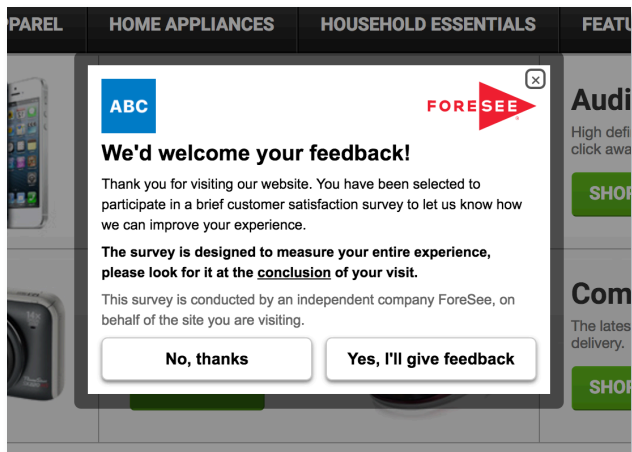 PPAREL
HOME APPLIANCES
HOUSEHOLD ESSENTIALS
FEATU
ABC
FORESEE
We'd welcome your feedback!
Thank you for visiting our website. You have been selected to
participate in a brief customer satisfaction survey to let us know how
we can improve your experience.
The survey is designed to measure your entire experience,
please look for it at the conclusion of your visit.
This survey is conducted by an independent company ForeSee, on
behalf of the site you are visiting.
No, thanks
Yes, I'll give feedback
Audi
High defi
click awa
SHOP
Com
The lates
delivery.
SHOP
14x